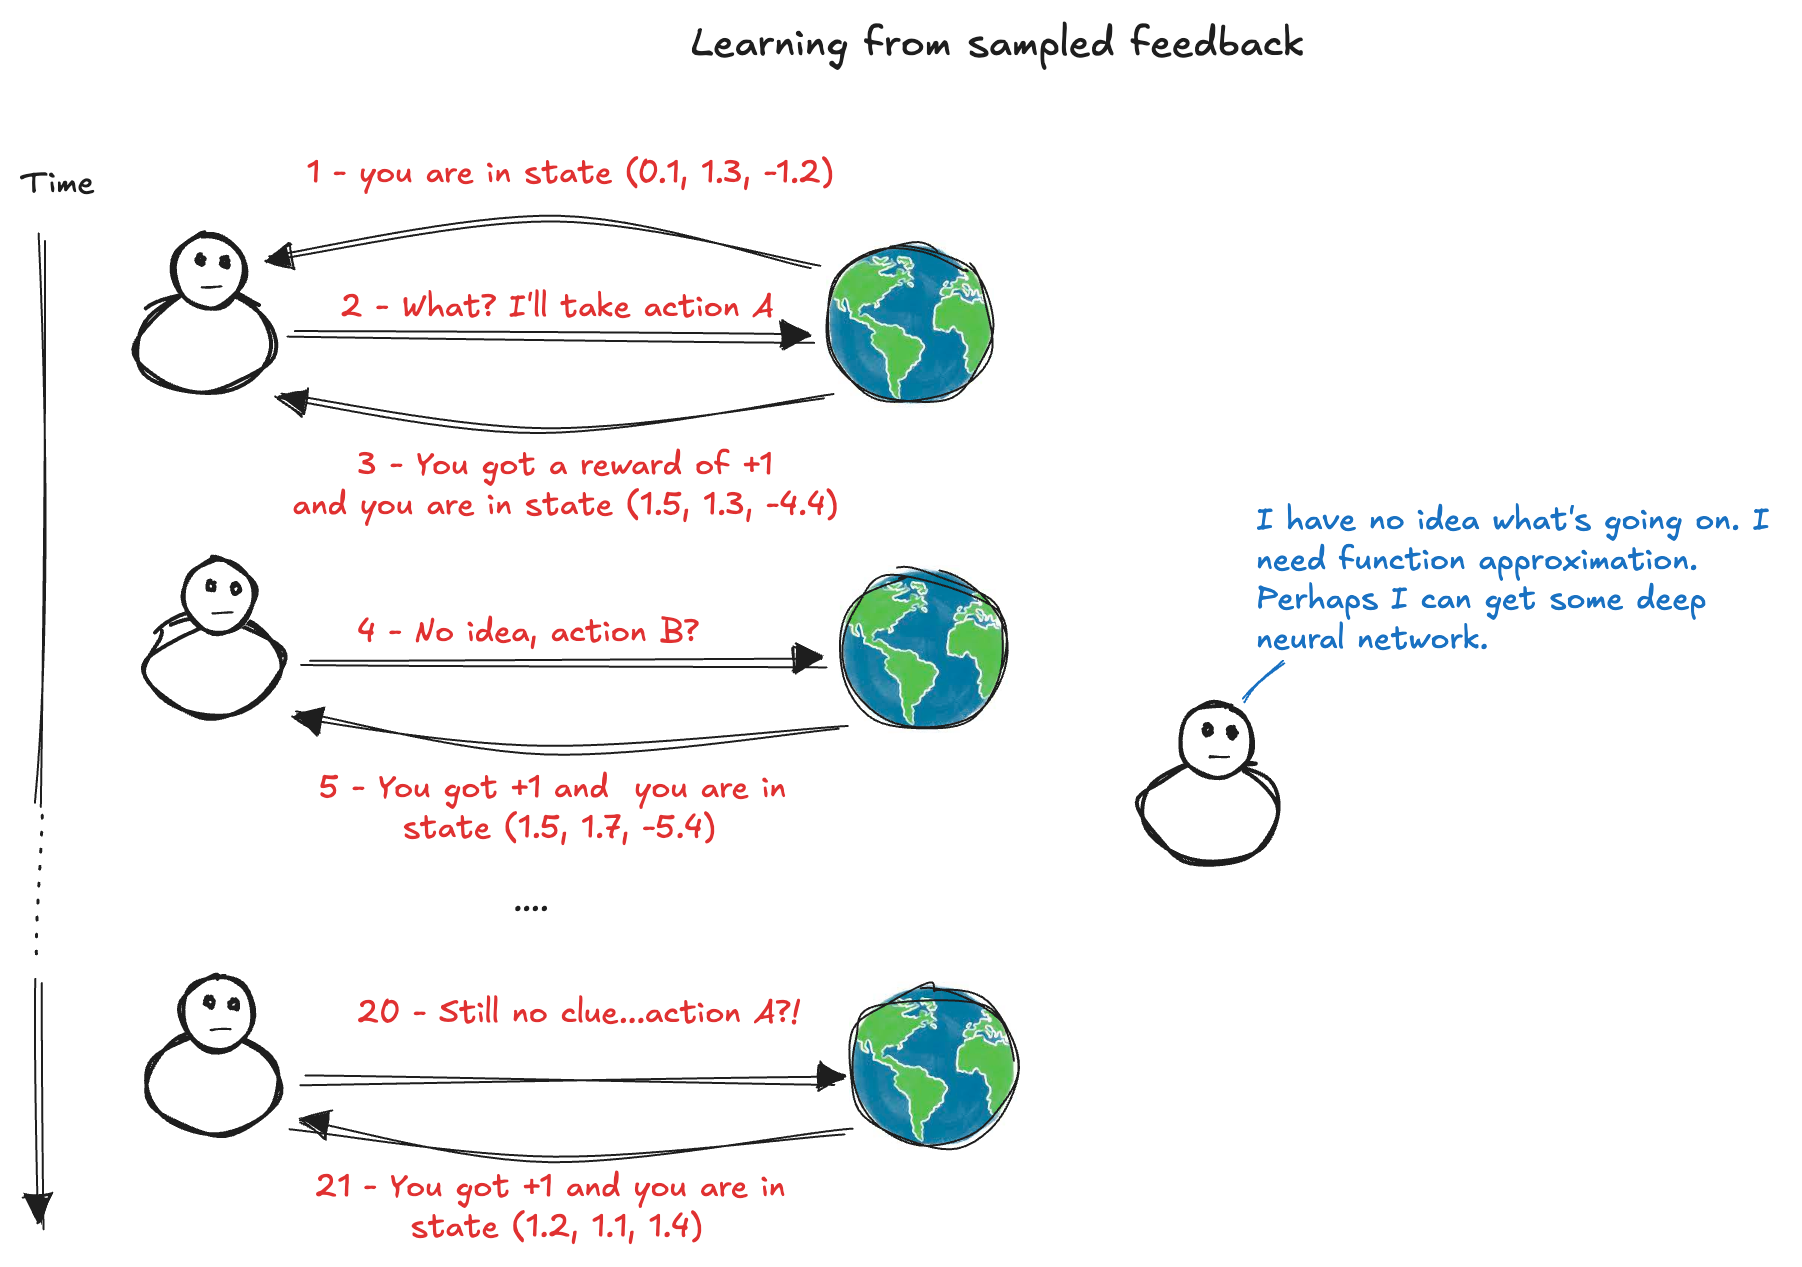 Learning from sampled feedback
Time
1 - you are in state (0.1, 1.3, -1.2)
2 - What? I'll take action A
3 - You got a reward of +1
and you are in state (1.5, 1.3, -4.4)
I have no idea what's going on. I
need function approximation.
Perhaps I can get some deep
neural network.
4 - No idea, action B?
5 - You got +1 and you are in
state (1.5, 1.7, -5.4)
....
20 - Still no clue...action A?!
21 - You got +1 and you are in
state (1.2, 1.1, 1.4)